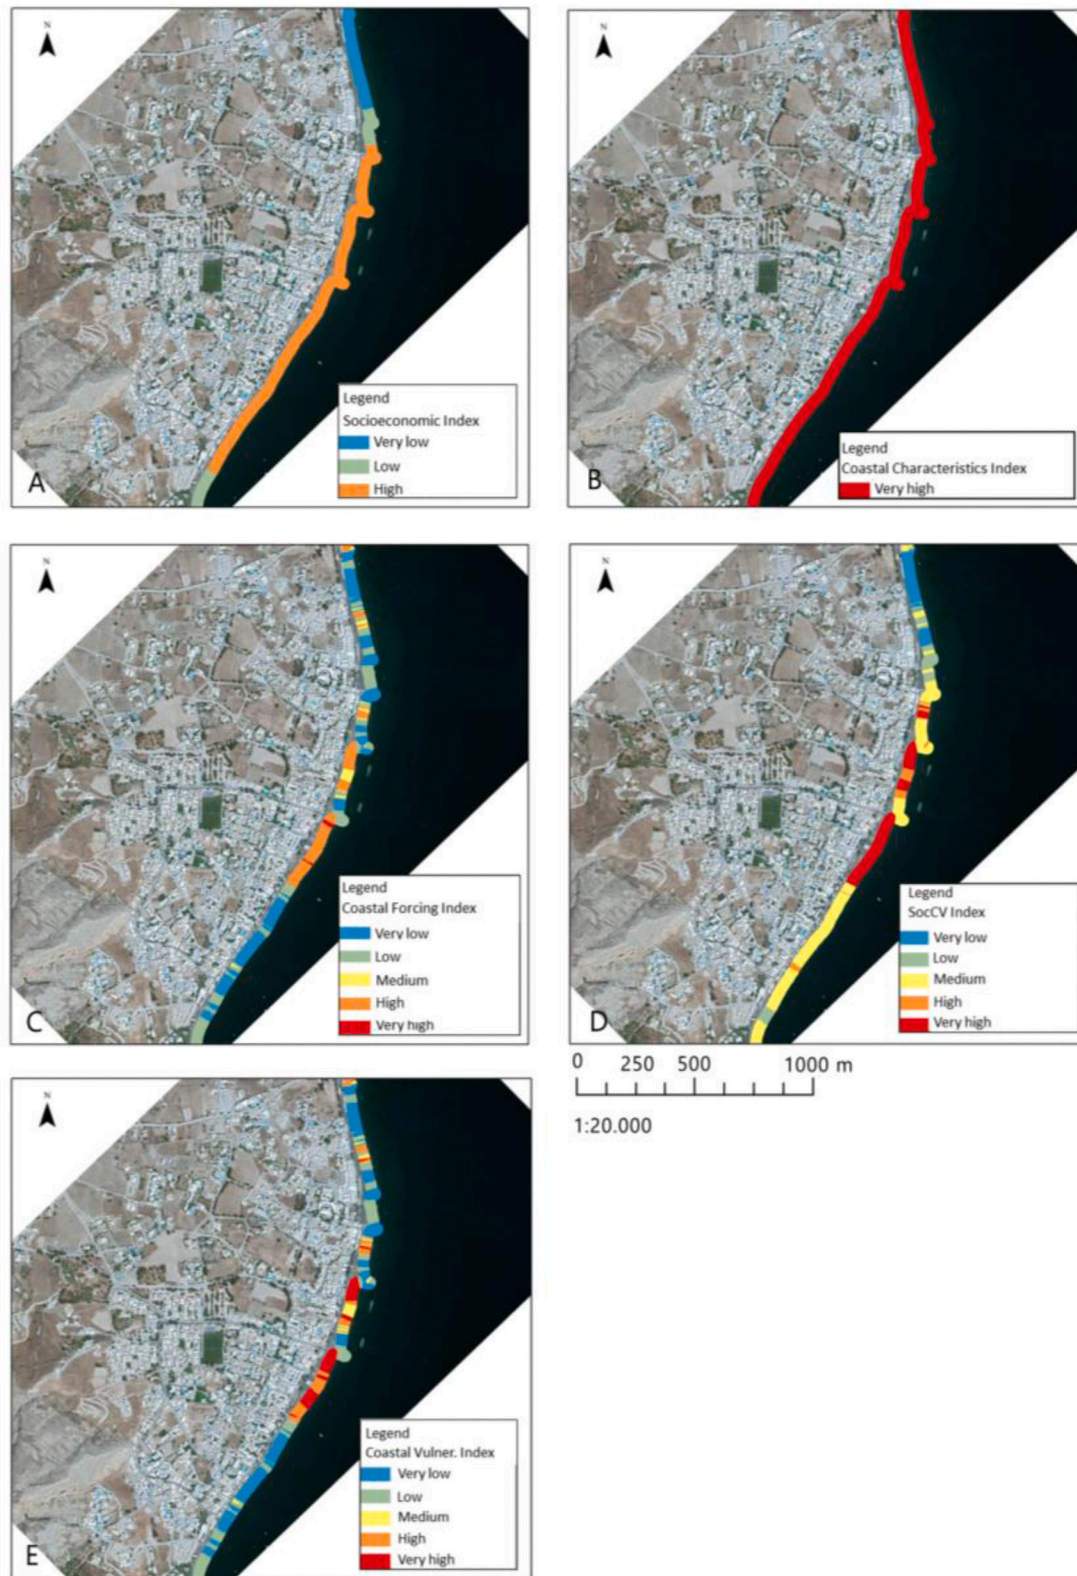 N
Legend
Socioeconomic Index
Very low
Low
High
A
N
Legend
Coastal Characteristics Index
Very high
B
N
Legend
Coastal Forcing Index
Very low
Low
Medium
High
Very high
C
N
Legend
SocCV Index
Very low
Low
Medium
High
Very high
D
0 250 500 1000 m
1:20.000
N
Legend
Coastal Vulner. Index
Very low
Low
Medium
High
Very high
E